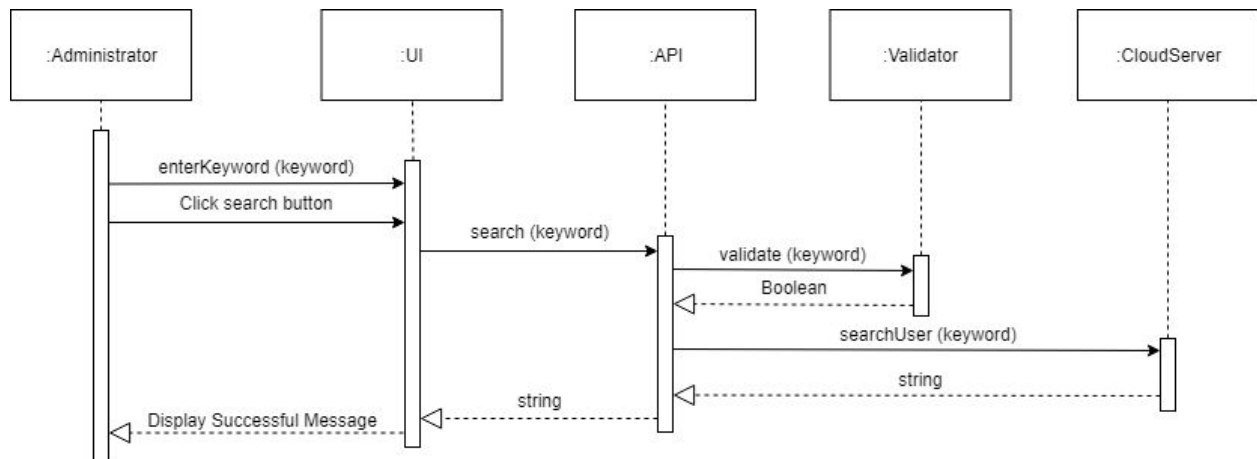 :Administrator
:UI
:API
:Validator
:CloudServer
enterKeyword (keyword)
Click search button
search (keyword)
validate (keyword)
Boolean
searchUser (keyword)
string
string
Display Successful Message